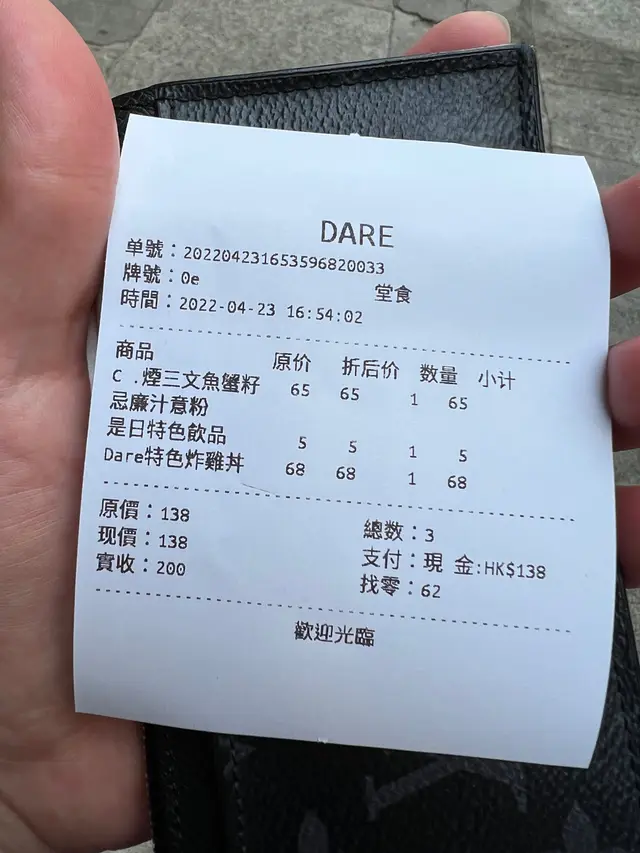 DARE
单號：202204231653596820033
牌號：0e 堂食
時間：2022-04-23 16:54:02
商品 原价 折后价 数量 小计
C .煙三文魚蟹籽 65 65 1 65
忌廉汁意粉
是日特色飲品 5 5 1 5
Dare特色炸雞丼 68 68 1 68
原價：138 總数：3
现价：138 支付：現 金:HK$138
實收：200 找零：62
歡迎光臨